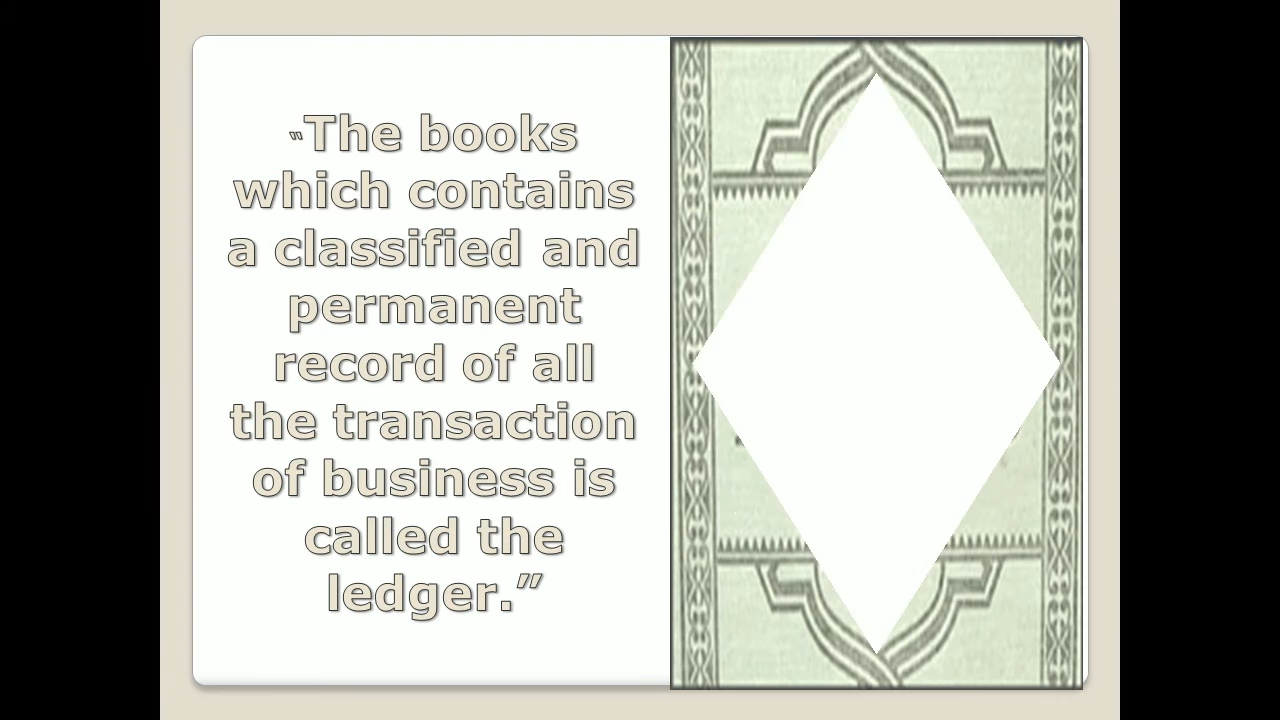 “The books
which contains
a classified and
permanent
record of all
the transaction
of business is
called the
ledger.”